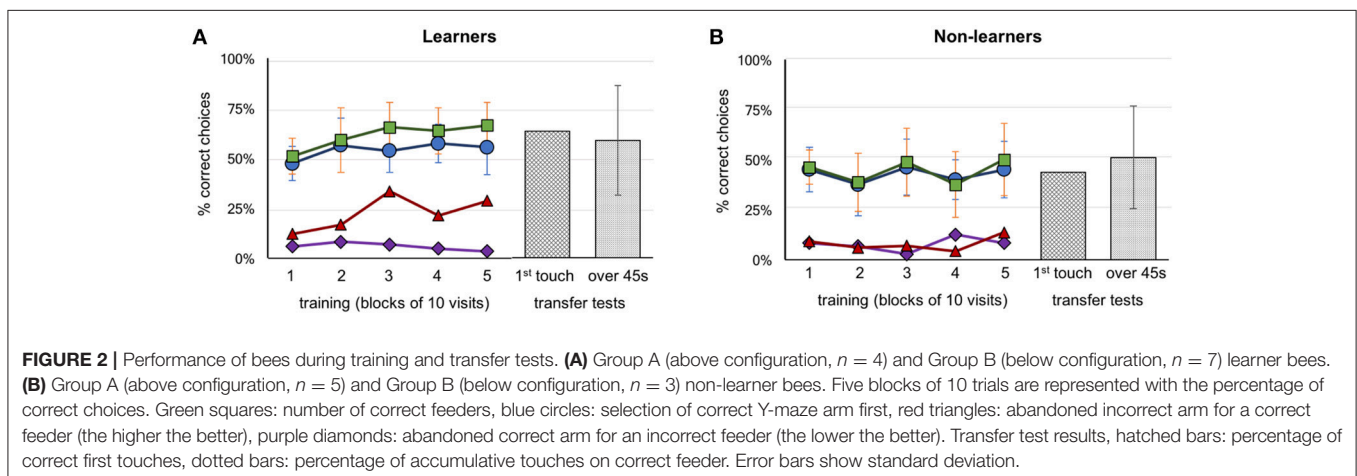 A
Learners
100%
75%
50%
25%
0%
% correct choices
1 2 3 4 5 1st touch over 45s
training (blocks of 10 visits) transfer tests
B
Non-learners
100%
75%
50%
25%
0%
% correct choices
1 2 3 4 5 1st touch over 45s
training (blocks of 10 visits) transfer tests
FIGURE 2 | Performance of bees during training and transfer tests. (A) Group A (above configuration, n = 4) and Group B (below configuration, n = 7) learner bees.
(B) Group A (above configuration, n = 5) and Group B (below configuration, n = 3) non-learner bees. Five blocks of 10 trials are represented with the percentage of
correct choices. Green squares: number of correct feeders, blue circles: selection of correct Y-maze arm first, red triangles: abandoned incorrect arm for a correct
feeder (the higher the better), purple diamonds: abandoned correct arm for an incorrect feeder (the lower the better). Transfer test results, hatched bars: percentage of
correct first touches, dotted bars: percentage of accumulative touches on correct feeder. Error bars show standard deviation.